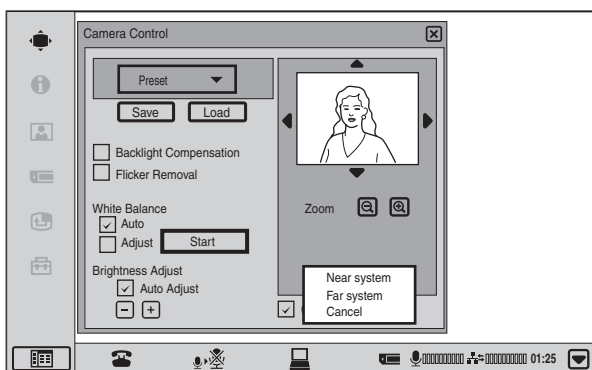 Camera Control
Preset
Save Load
Backlight Compensation
Flicker Removal
White Balance
Auto
Adjust Start
Brightness Adjust
Auto Adjust
Zoom
Near system
Far system
Cancel
01:25